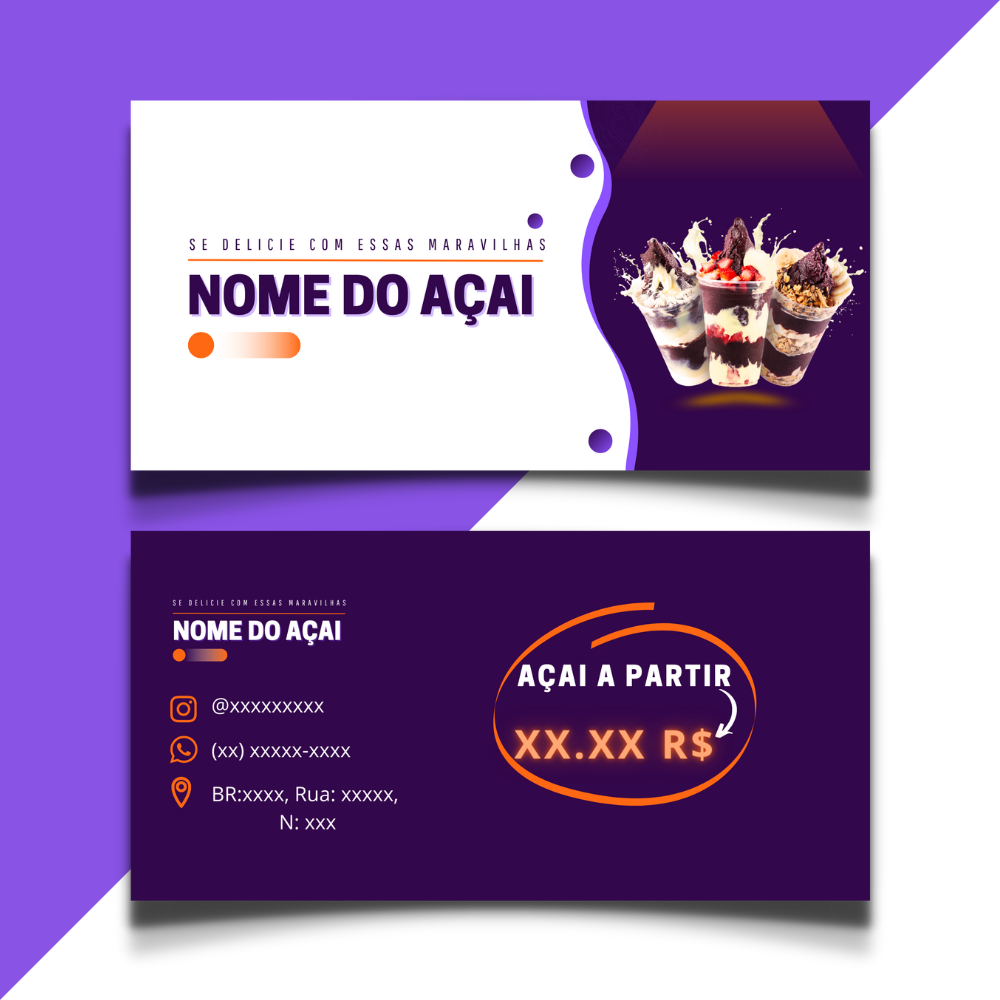 SE DELICIE COM ESSAS MARAVILHAS
NOME DO AÇAI
SE DELICIE COM ESSAS MARAVILHAS
NOME DO AÇAI
@xxxxxxxxx
(xx) xxxxx-xxxx
BR:xxxx, Rua: xxxxx,
N: xxx
AÇAI A PARTIR
XX.XX R$